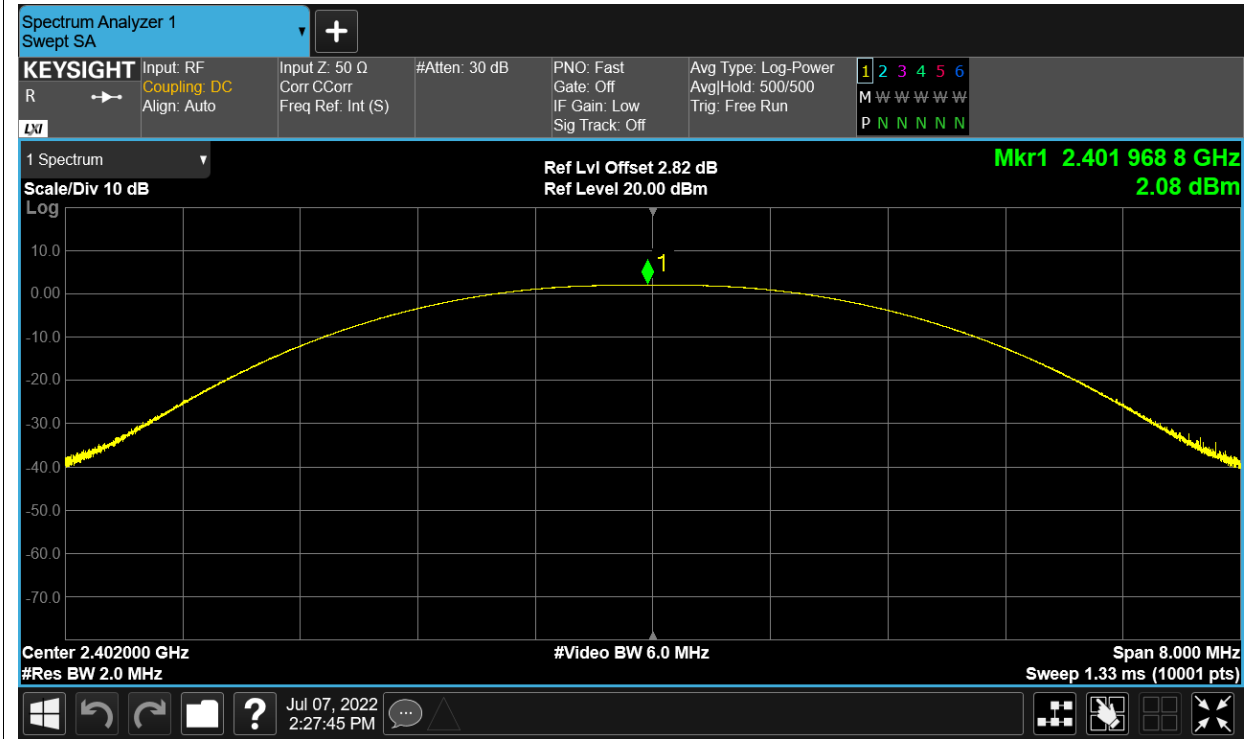 Spectrum Analyzer 1
Swept SA
KEYSIGHT
R
LXI
Input: RF
Coupling: DC
Align: Auto
Input Z: 50 Ω
Corr CCorr
Freq Ref: Int (S)
#Atten: 30 dB
PNO: Fast
Gate: Off
IF Gain: Low
Sig Track: Off
Avg Type: Log-Power
Avg|Hold: 500/500
Trig: Free Run
1 2 3 4 5 6
M W W W W W
P N N N N N
1 Spectrum
Scale/Div 10 dB
Log
Ref Lvl Offset 2.82 dB
Ref Level 20.00 dBm
Mkr1 2.401 968 8 GHz
2.08 dBm
10.0
1
0.00
-10.0
-20.0
-30.0
-40.0
-50.0
-60.0
-70.0
Center 2.402000 GHz
#Res BW 2.0 MHz
#Video BW 6.0 MHz
Span 8.000 MHz
Sweep 1.33 ms (10001 pts)
?
Jul 07, 2022
2:27:45 PM